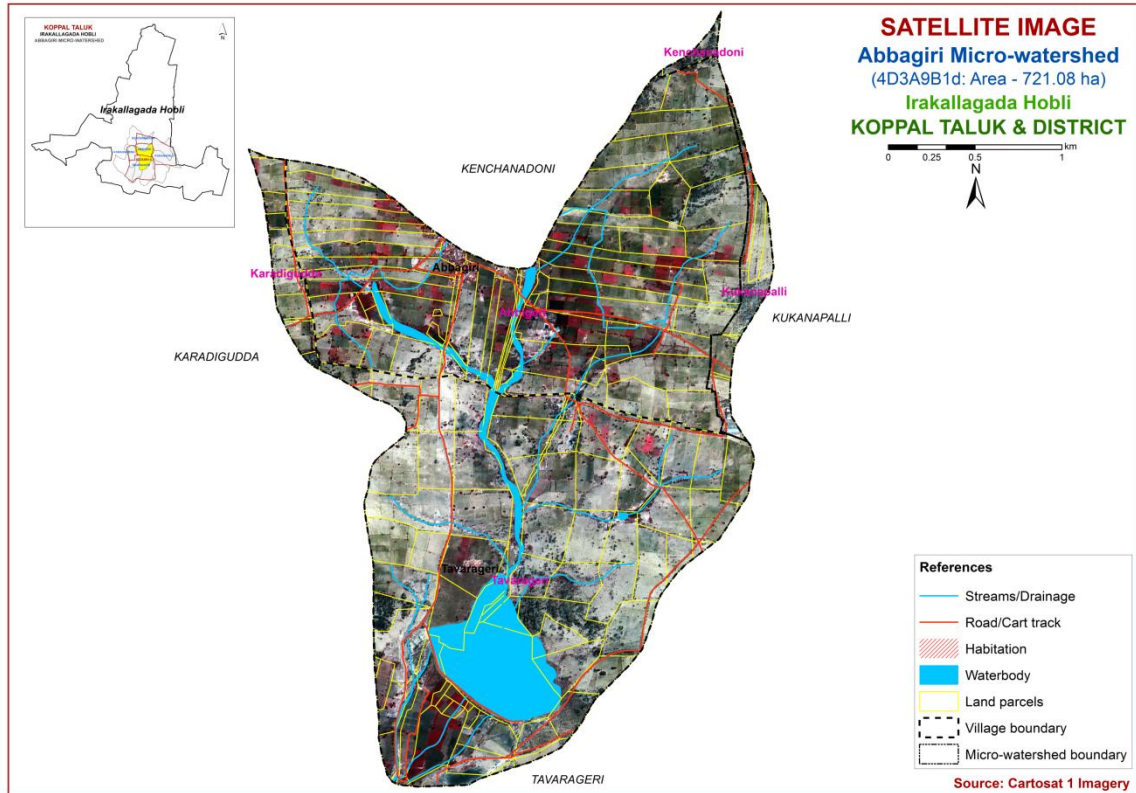 KOPPAL TALUK
IRAKALLAGADA HOBLI
ABBAGIRI MICRO-WATERSHED
N
Irakallagada Hobli
SATELLITE IMAGE
Abbagiri Micro-watershed
(4D3A9B1d: Area - 721.08 ha)
Irakallagada Hobli
KOPPAL TALUK & DISTRICT
km
0 0.25 0.5 1
N
Kenchanadoni
KENCHANADONI
Karadigudda
Abbagiri
Kukanapalli
KUKANAPALLI
KARADIGUDDA
Tavarageri
Tavarageri
TAVARAGERI
References
Streams/Drainage
Road/Cart track
Habitation
Waterbody
Land parcels
Village boundary
Micro-watershed boundary
Source: Cartosat 1 Imagery